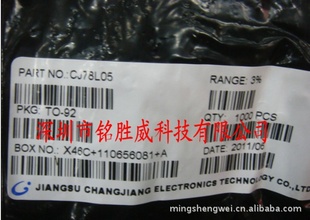 PART NO.: CJ78L05
RANGE: 3%
PKG: TO-92
QTY: 1000 PCS
深圳市铭胜威科技有限公司
BOX NO.: X46C+110656081+A
DATE: 2011/06
JIANGSU CHANGJIANG ELECTRONICS TECHNOLOGY CO.,LTD
mingshengwei.cn.alibaba.com